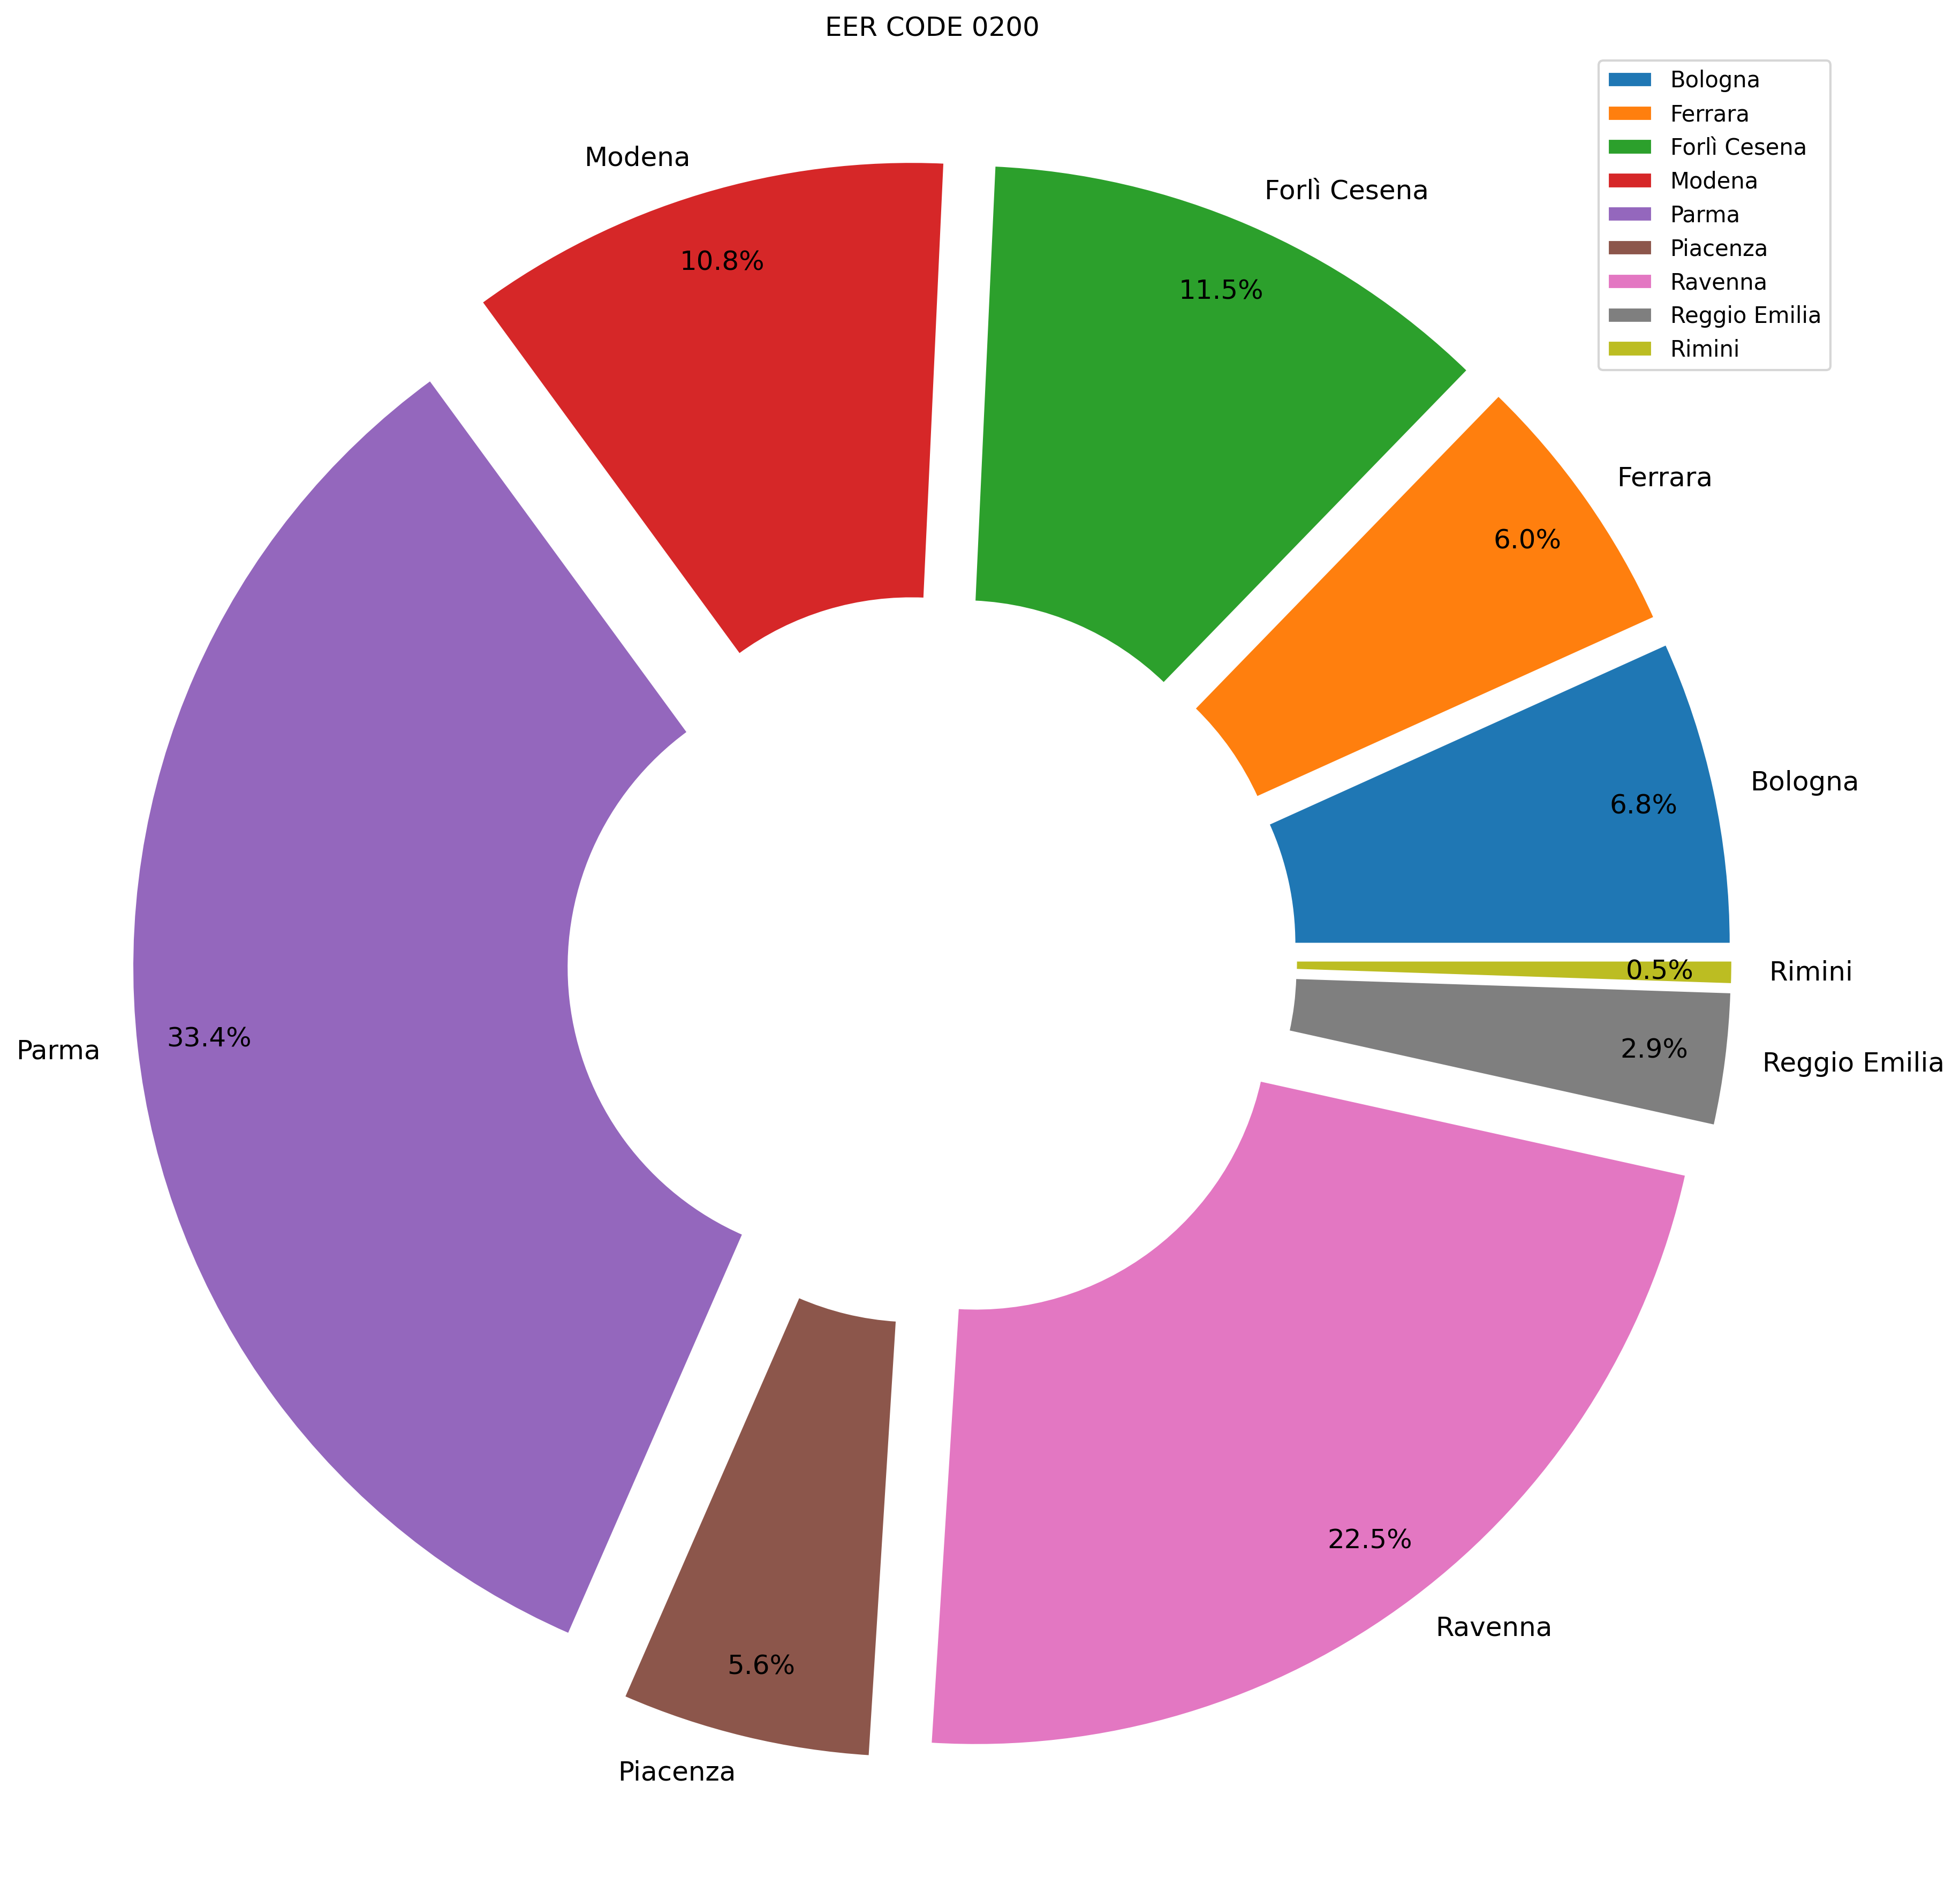 EER CODE 0200
Bologna
Ferrara
Forlì Cesena
Modena
Parma
Piacenza
Ravenna
Reggio Emilia
Rimini
Modena
10.8%
Forlì Cesena
11.5%
Ferrara
6.0%
Bologna
6.8%
Rimini
0.5%
Reggio Emilia
2.9%
Parma
33.4%
Ravenna
22.5%
Piacenza
5.6%